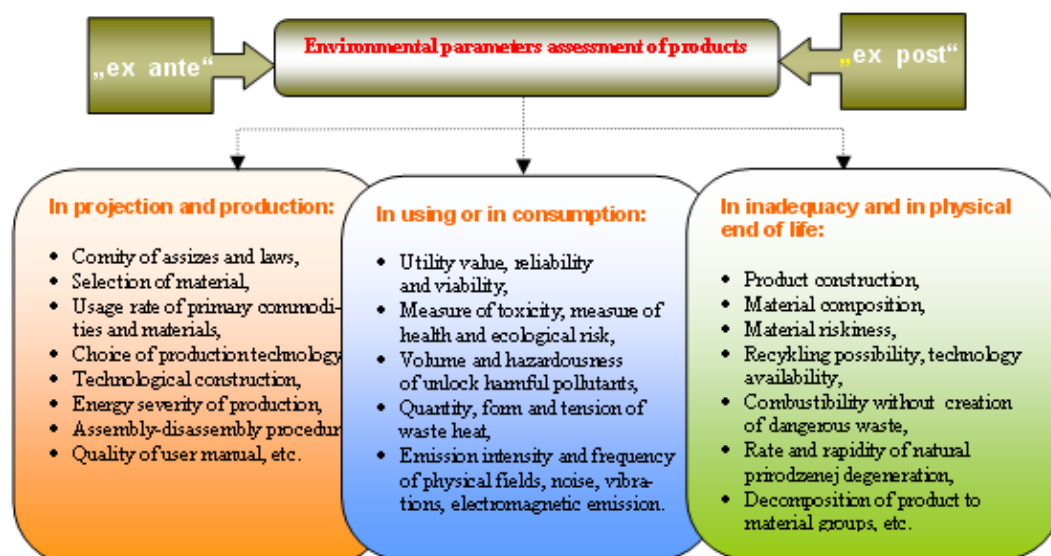 „ex ante“
Environmental parameters assessment of products
„ex post“
In projection and production:
• Comity of assizes and laws,
• Selection of material,
• Usage rate of primary commodi-
ties and materials,
• Choice of production technology
• Technological construction,
• Energy severity of production,
• Assembly-disassembly procedur
• Quality of user manual, etc.
In using or in consumption:
• Utility value, reliability
and viability,
• Measure of toxicity, measure of
health and ecological risk,
• Volume and hazardousness
of unlock harmful pollutants,
• Quantity, form and tension of
waste heat,
• Emission intensity and frequency
of physical fields, noise, vibra-
tions, electromagnetic emission.
In inadequacy and in physical
end of life:
• Product construction,
• Material composition,
• Material riskiness,
• Recykling possibility, technology
availability,
• Combustibility without creation
of dangerous waste,
• Rate and rapidity of natural
prirodzenej degeneration,
• Decomposition of product to
material groups, etc.